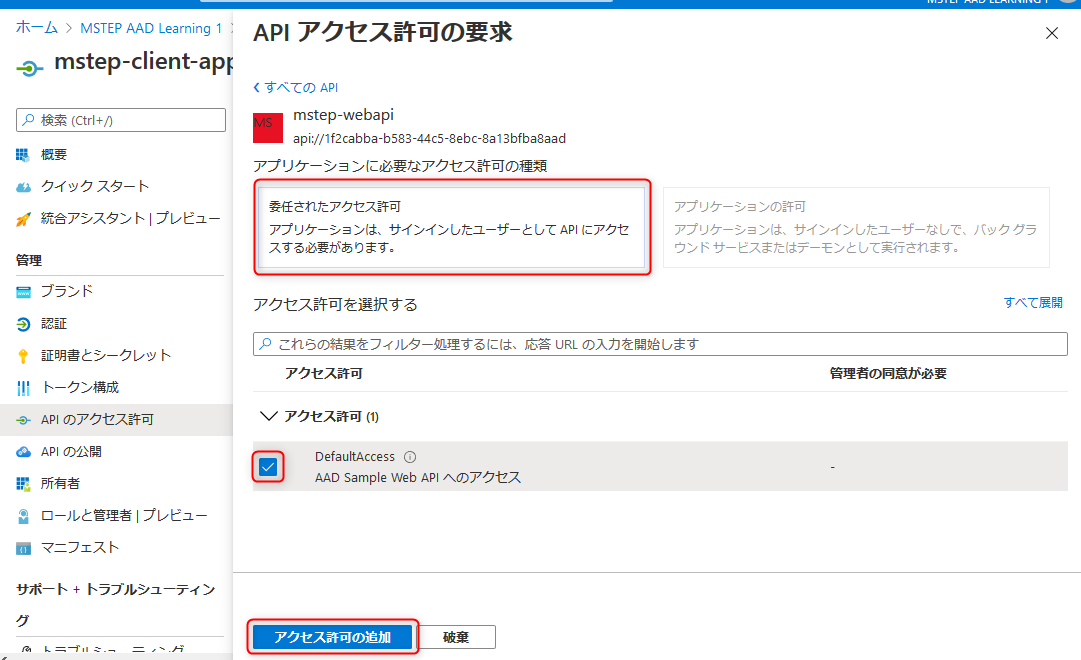 MSTEP AAD LEARNING 1
ホーム > MSTEP AAD Learning 1 >
mstep-client-app
検索 (Ctrl+/)
概要
クイック スタート
統合アシスタント | プレビュー
管理
ブランド
認証
証明書とシークレット
トークン構成
API のアクセス許可
API の公開
所有者
ロールと管理者 | プレビュー
マニフェスト
サポート + トラブルシューティン
グ
トラブルシューティング
API アクセス許可の要求
すべての API
MS
mstep-webapi
api://1f2cabba-b583-44c5-8ebc-8a13bfba8aad
アプリケーションに必要なアクセス許可の種類
委任されたアクセス許可
アプリケーションは、サインインしたユーザーとして API にアクセ
スする必要があります。
アプリケーションの許可
アプリケーションは、サインインしたユーザーなしで、バック グラ
ウンド サービスまたはデーモンとして実行されます。
アクセス許可を選択する
すべて展開
これらの結果をフィルター処理するには、応答 URL の入力を開始します
アクセス許可 管理者の同意が必要
アクセス許可 (1)
DefaultAccess
AAD Sample Web API へのアクセス
-
アクセス許可の追加 破棄